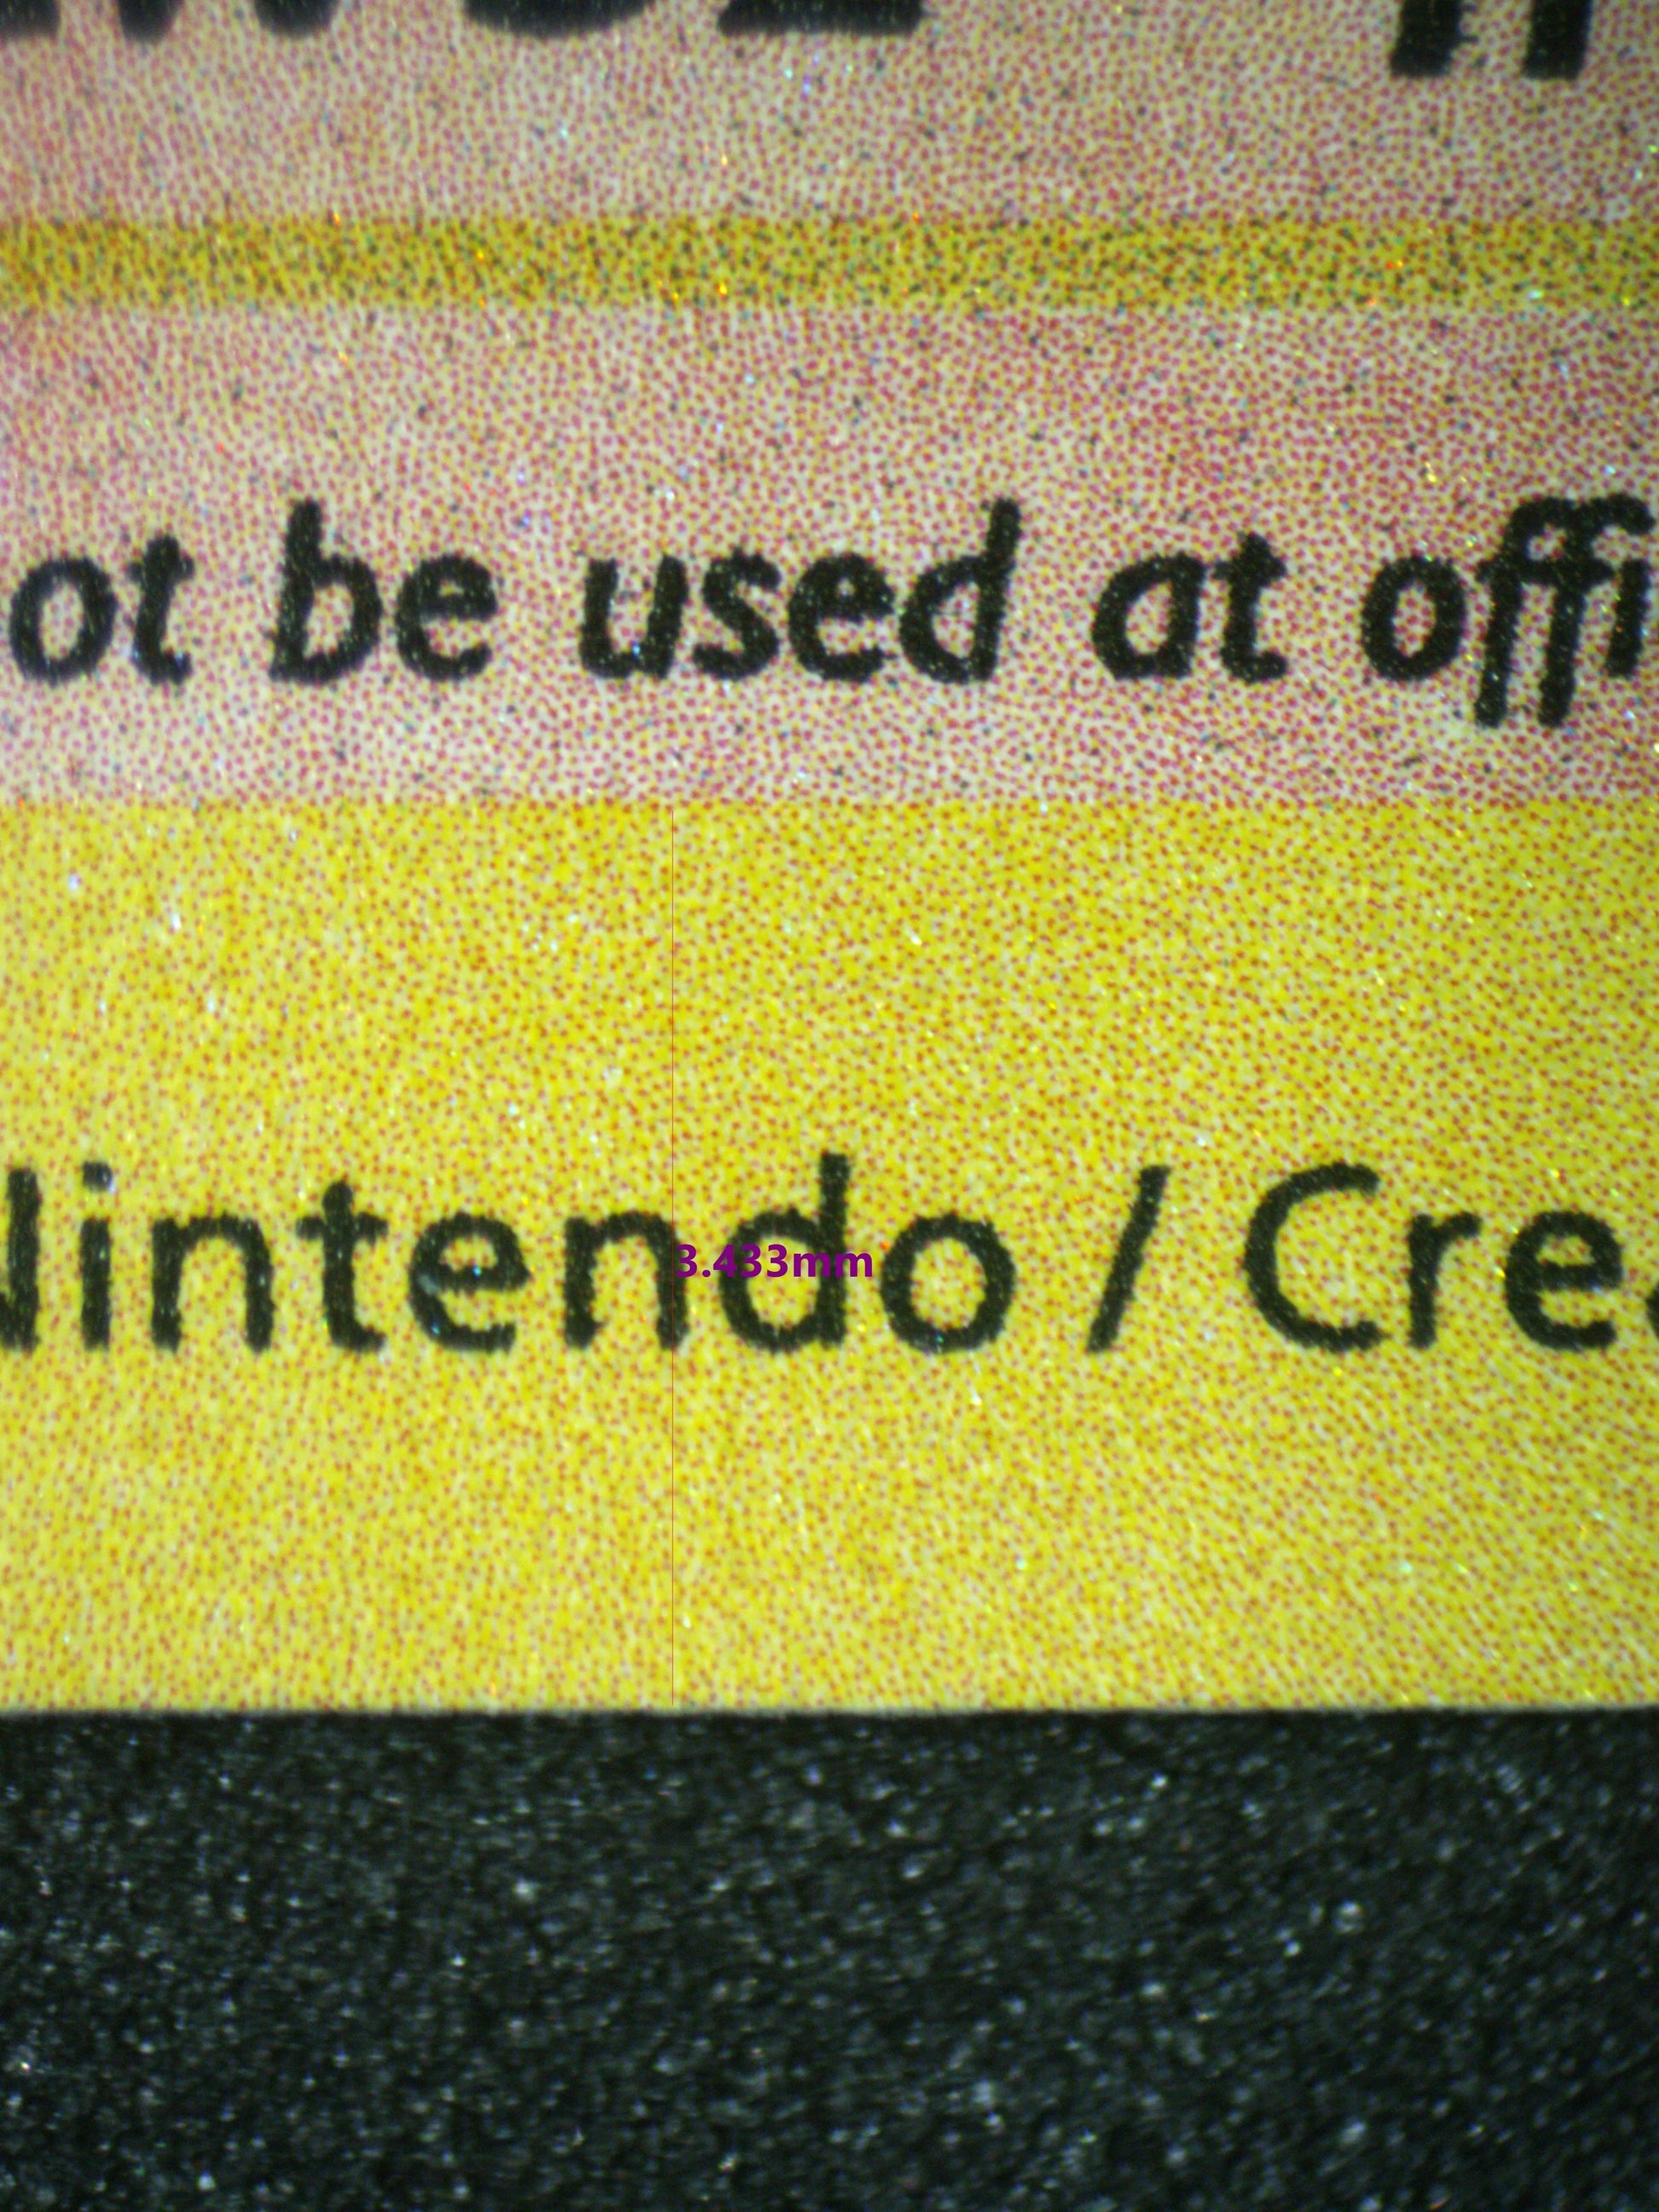 ot be used at offi
Nintendo / Cre
3.433mm